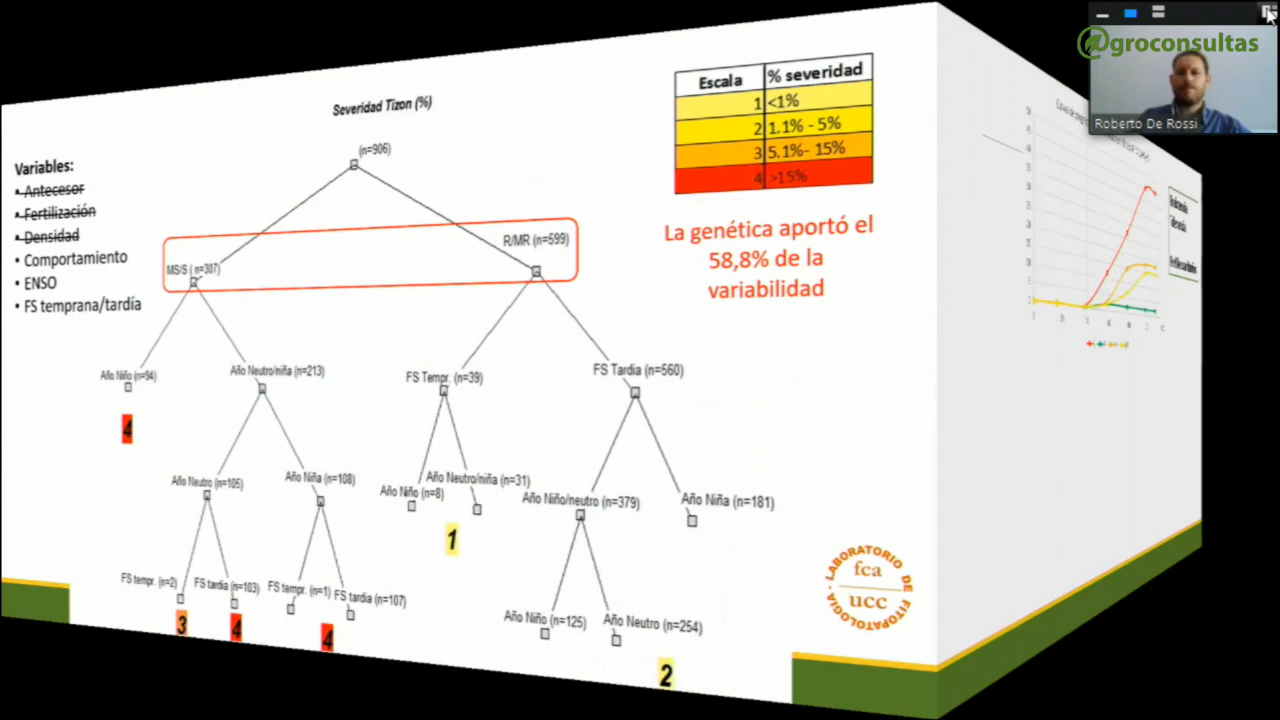 @groconsultas
Roberto De Rossi
Severidad Tizon (%)
Escala % severidad
1 <1%
2 1.1% - 5%
3 5.1%- 15%
4 >15%
La genética aportó el
58,8% de la
variabilidad
Variables:
• Antecesor
• Fertilización
• Densidad
• Comportamiento
• ENSO
• FS temprana/tardía
(n=906)
MS/S ( n=307)
R/MR (n=599)
Año Niño (n=94)
Año Neutro/niña (n=213)
FS Tempr. (n=39)
FS Tardia (n=560)
4
Año Neutro (n=105)
Año Niña (n=108)
Año Niño (n=8)
Año Neutro/niña (n=31)
Año Niño/neutro (n=379)
Año Niña (n=181)
1
FS tempr. (n=2)
FS tardia (n=103)
FS tempr. (n=1)
FS tardia (n=107)
Año Niño (n=125)
Año Neutro (n=254)
3
4
4
2
LABORATORIO DE FITOPATOLOGIA
fca
ucc